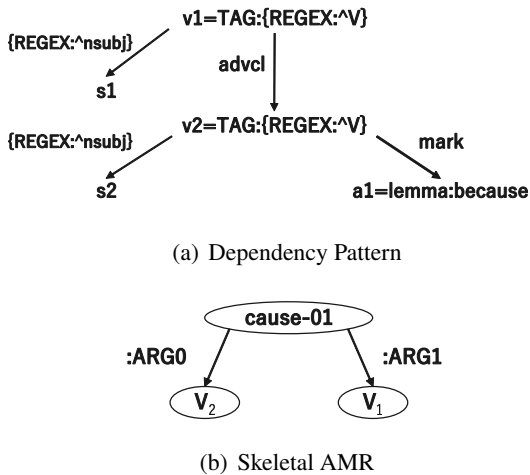 v1=TAG:{REGEX:^V}
{REGEX:^nsubj}
advcl
s1
v2=TAG:{REGEX:^V}
{REGEX:^nsubj}
mark
s2
a1=lemma:because
(a) Dependency Pattern
cause-01
:ARG0
:ARG1
V2
V1
(b) Skeletal AMR